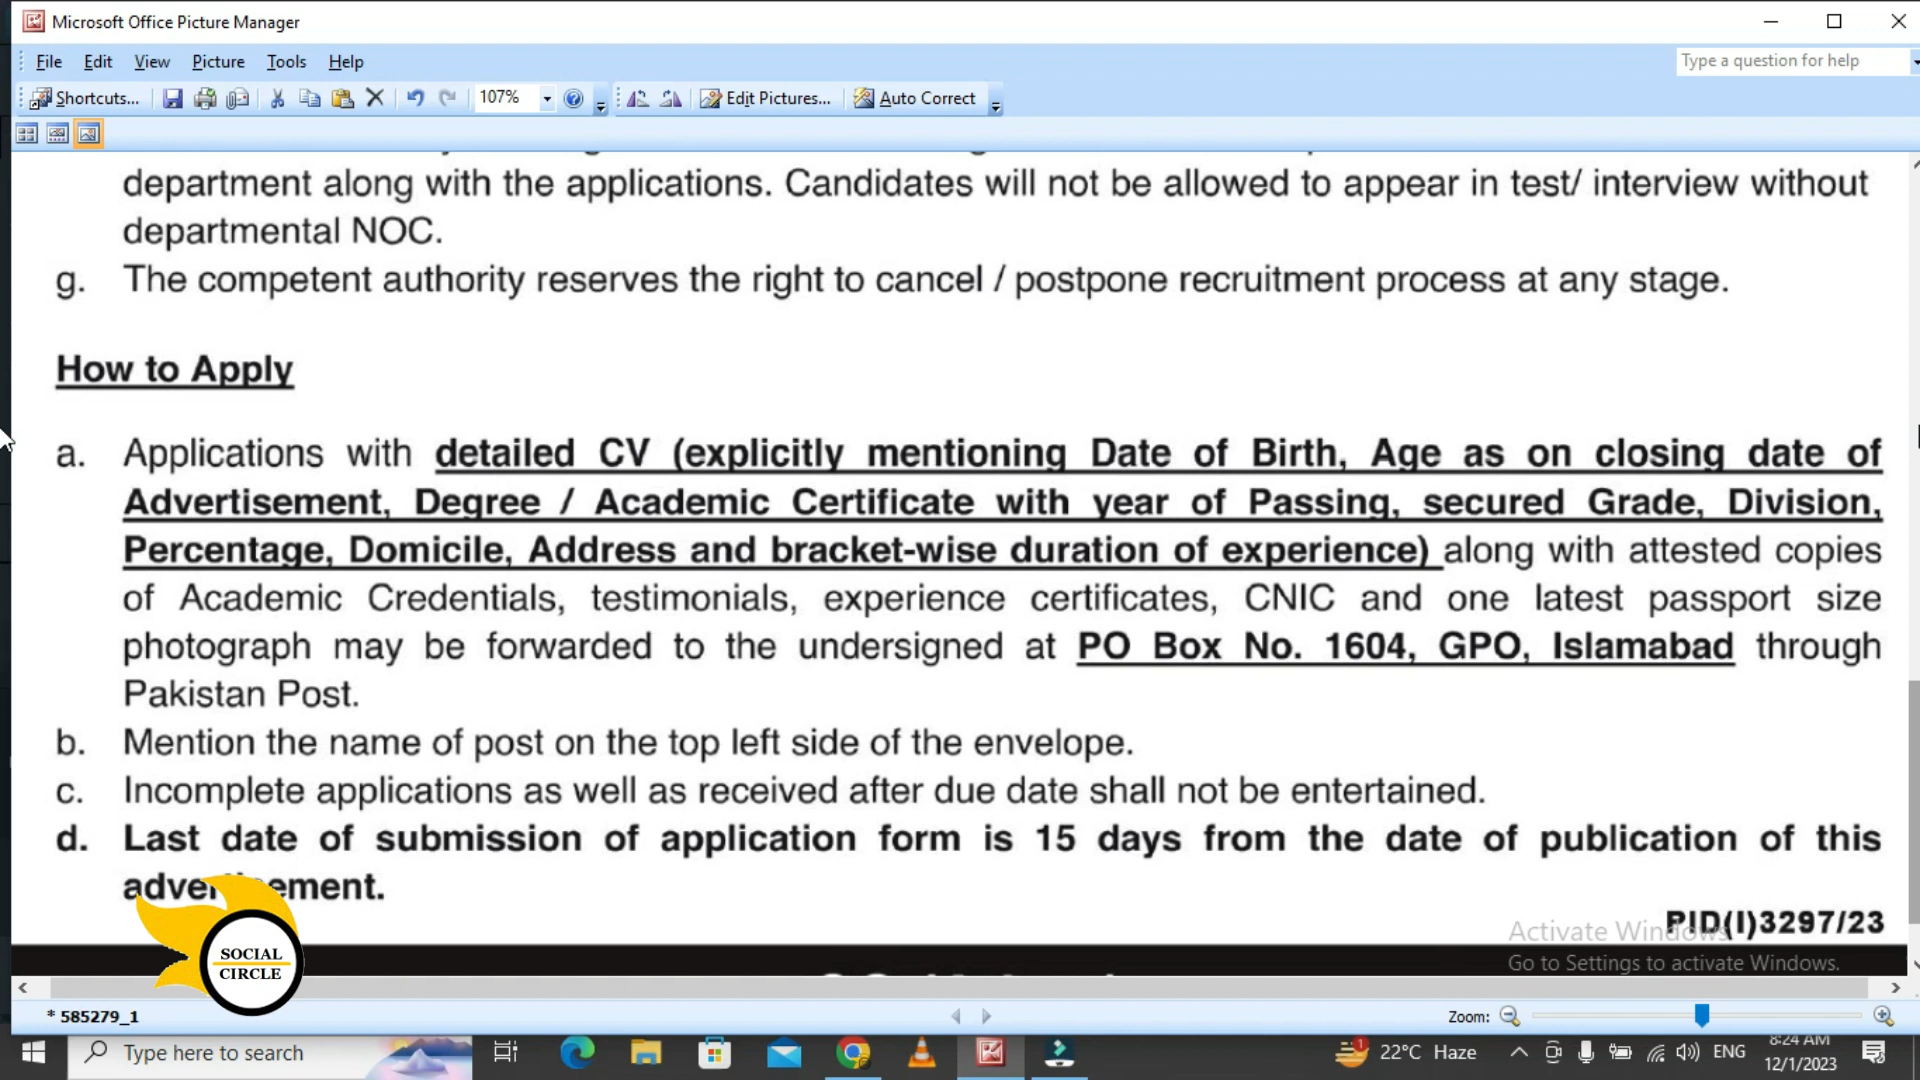 Microsoft Office Picture Manager
File Edit View Picture Tools Help
Type a question for help
Shortcuts... 107% Edit Pictures... Auto Correct
department along with the applications. Candidates will not be allowed to appear in test/ interview without
departmental NOC.
g. The competent authority reserves the right to cancel / postpone recruitment process at any stage.
How to Apply
a. Applications with detailed CV (explicitly mentioning Date of Birth, Age as on closing date of
Advertisement, Degree / Academic Certificate with year of Passing, secured Grade, Division,
Percentage, Domicile, Address and bracket-wise duration of experience) along with attested copies
of Academic Credentials, testimonials, experience certificates, CNIC and one latest passport size
photograph may be forwarded to the undersigned at PO Box No. 1604, GPO, Islamabad through
Pakistan Post.
b. Mention the name of post on the top left side of the envelope.
c. Incomplete applications as well as received after due date shall not be entertained.
d. Last date of submission of application form is 15 days from the date of publication of this
advertisement.
PID(I)3297/23
Activate Windows
Go to Settings to activate Windows.
SOCIAL
CIRCLE
* 585279_1
Zoom:
Type here to search
22°C Haze
ENG
8:24 AM
12/1/2023